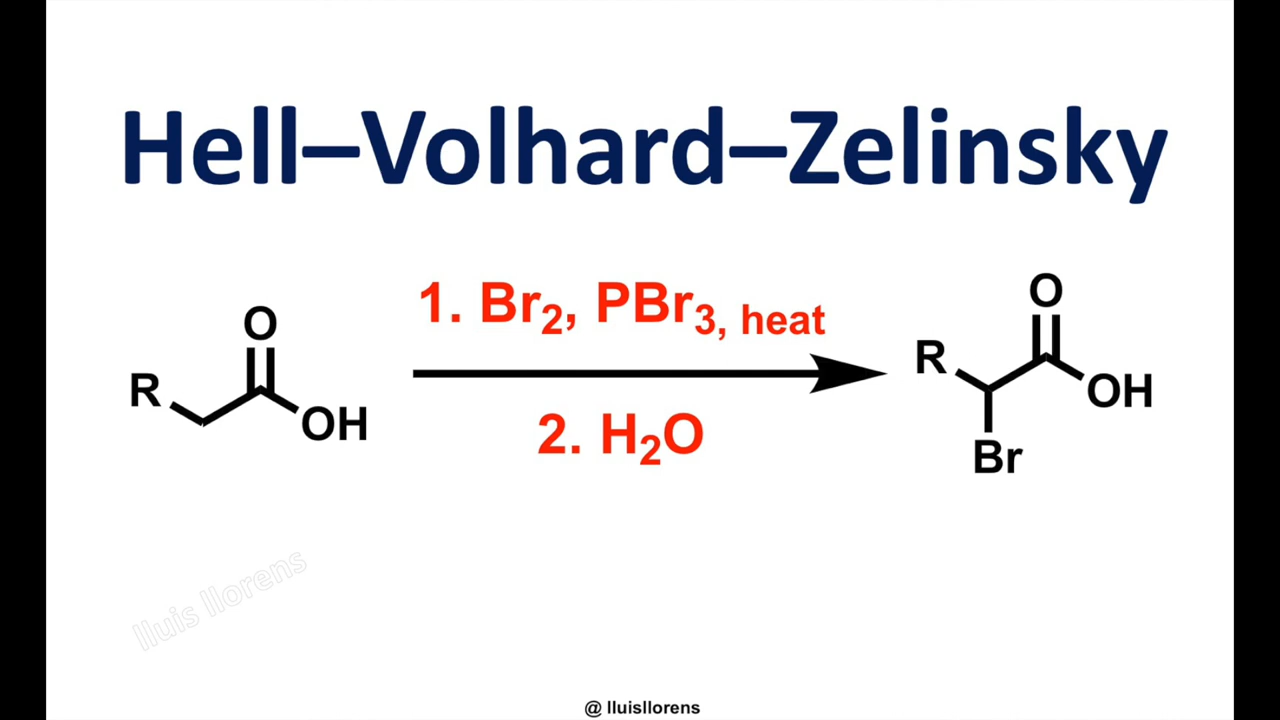 Hell–Volhard–Zelinsky
1. Br₂, PBr₃, heat
2. H₂O
R
O
OH
R
O
OH
Br
lluis llorens
@ lluisllorens